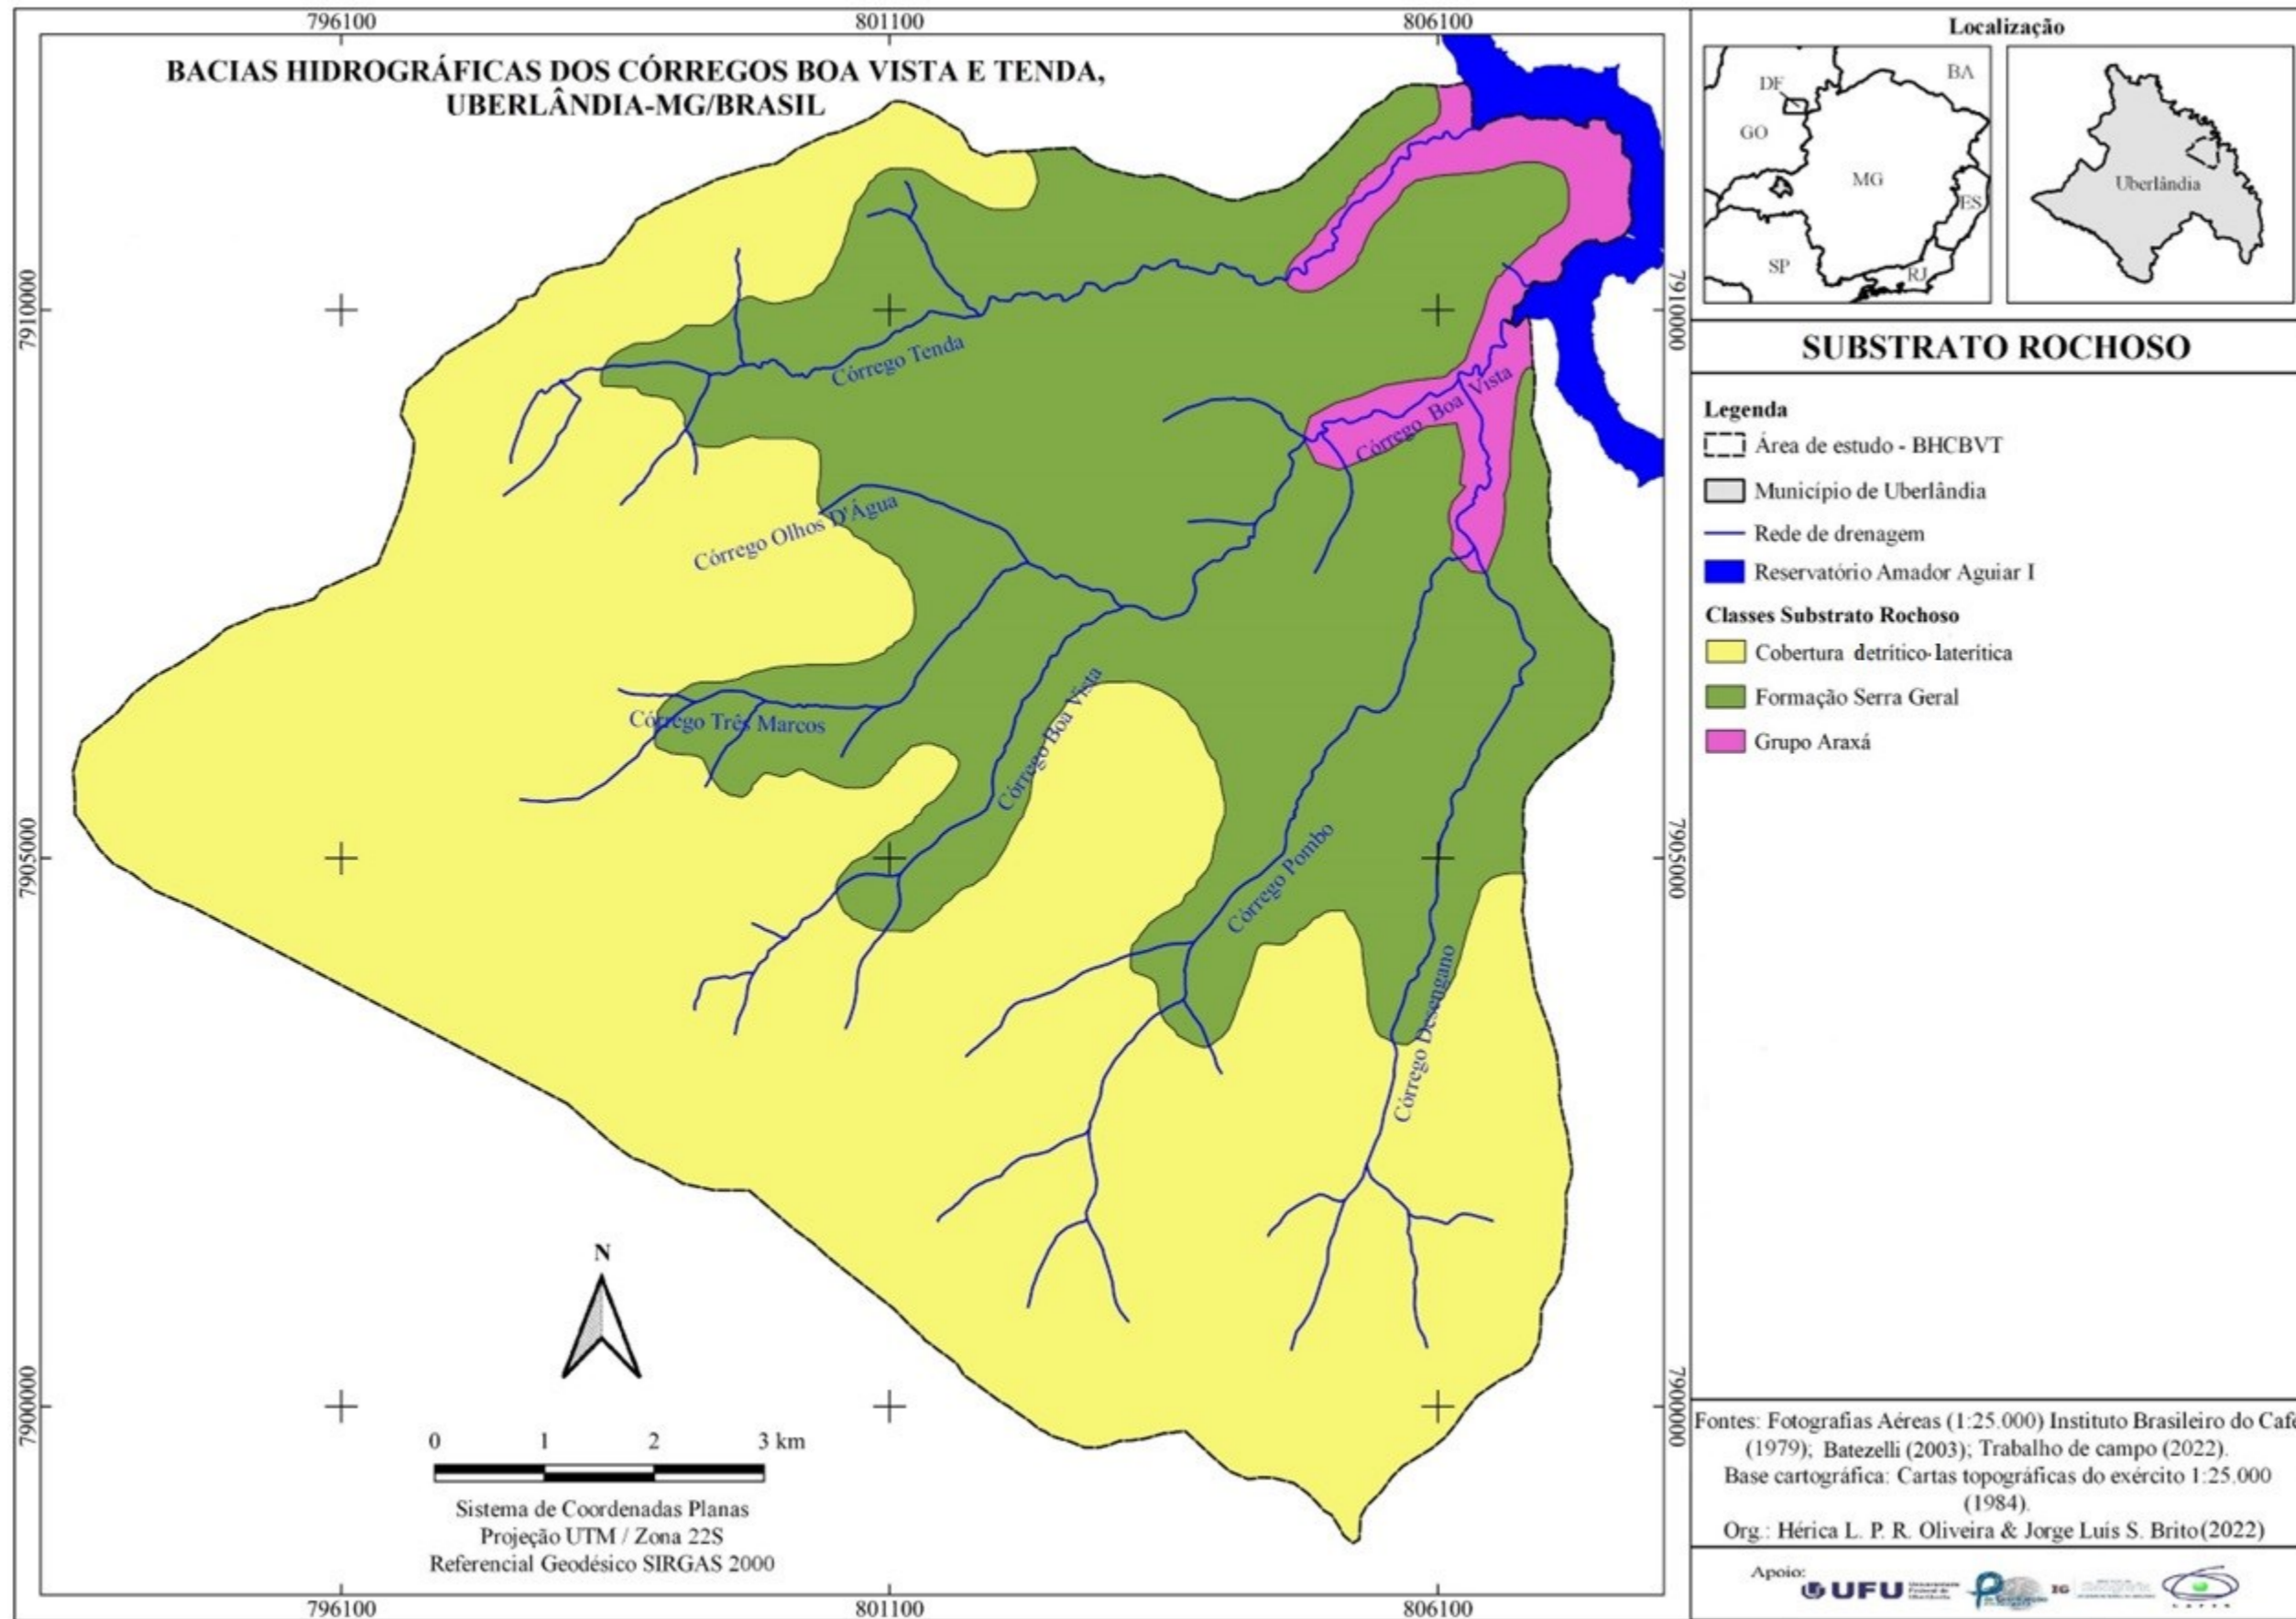 796100
801100
806100
BACIAS HIDROGRÁFICAS DOS CÓRREGOS BOA VISTA E TENDA,
UBERLÂNDIA-MG/BRASIL
7910000
7905000
7900000
7910000
7905000
7900000
Córrego Tenda
Córrego Boa Vista
Córrego Olhos D'Água
Córrego Três Marcos
Córrego Boa Vista
Córrego Pombo
Córrego Desengano
N
0 1 2 3 km
Sistema de Coordenadas Planas
Projeção UTM / Zona 22S
Referencial Geodésico SIRGAS 2000
796100
801100
806100
Localização
BA
DF
GO
MG
ES
SP
RJ
Uberlândia
SUBSTRATO ROCHOSO
Legenda
Área de estudo - BHCBVT
Município de Uberlândia
Rede de drenagem
Reservatório Amador Aguiar I
Classes Substrato Rochoso
Cobertura detrítico-laterítica
Formação Serra Geral
Grupo Araxá
Fontes: Fotografias Aéreas (1:25.000) Instituto Brasileiro do Café
(1979); Batezelli (2003); Trabalho de campo (2022).
Base cartográfica: Cartas topográficas do exército 1:25.000
(1984).
Org.: Hérica L. P. R. Oliveira & Jorge Luís S. Brito(2022)
Apoio:
UFU
IG